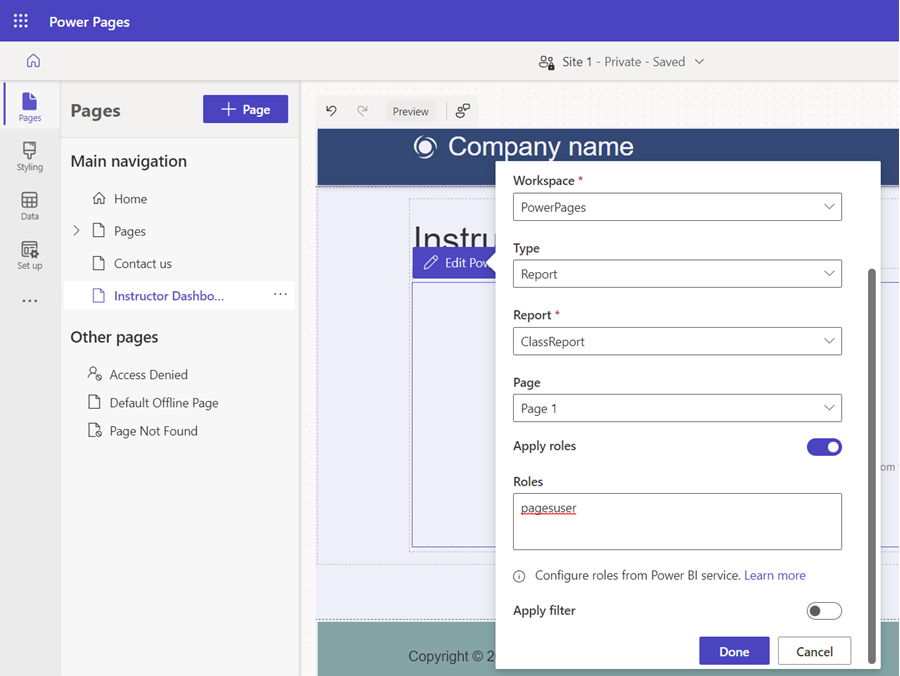 Power Pages
Site 1 - Private - Saved
Pages
Styling
Data
Set up
Pages
+ Page
Main navigation
Home
Pages
Contact us
Instructor Dashbo...
Other pages
Access Denied
Default Offline Page
Page Not Found
Preview
Company name
Instru
Edit Pow
Workspace *
PowerPages
Type
Report
Report *
ClassReport
Page
Page 1
Apply roles
Roles
pagesuser
Configure roles from Power BI service. Learn more
Apply filter
Done
Cancel
om
Copyright © 2